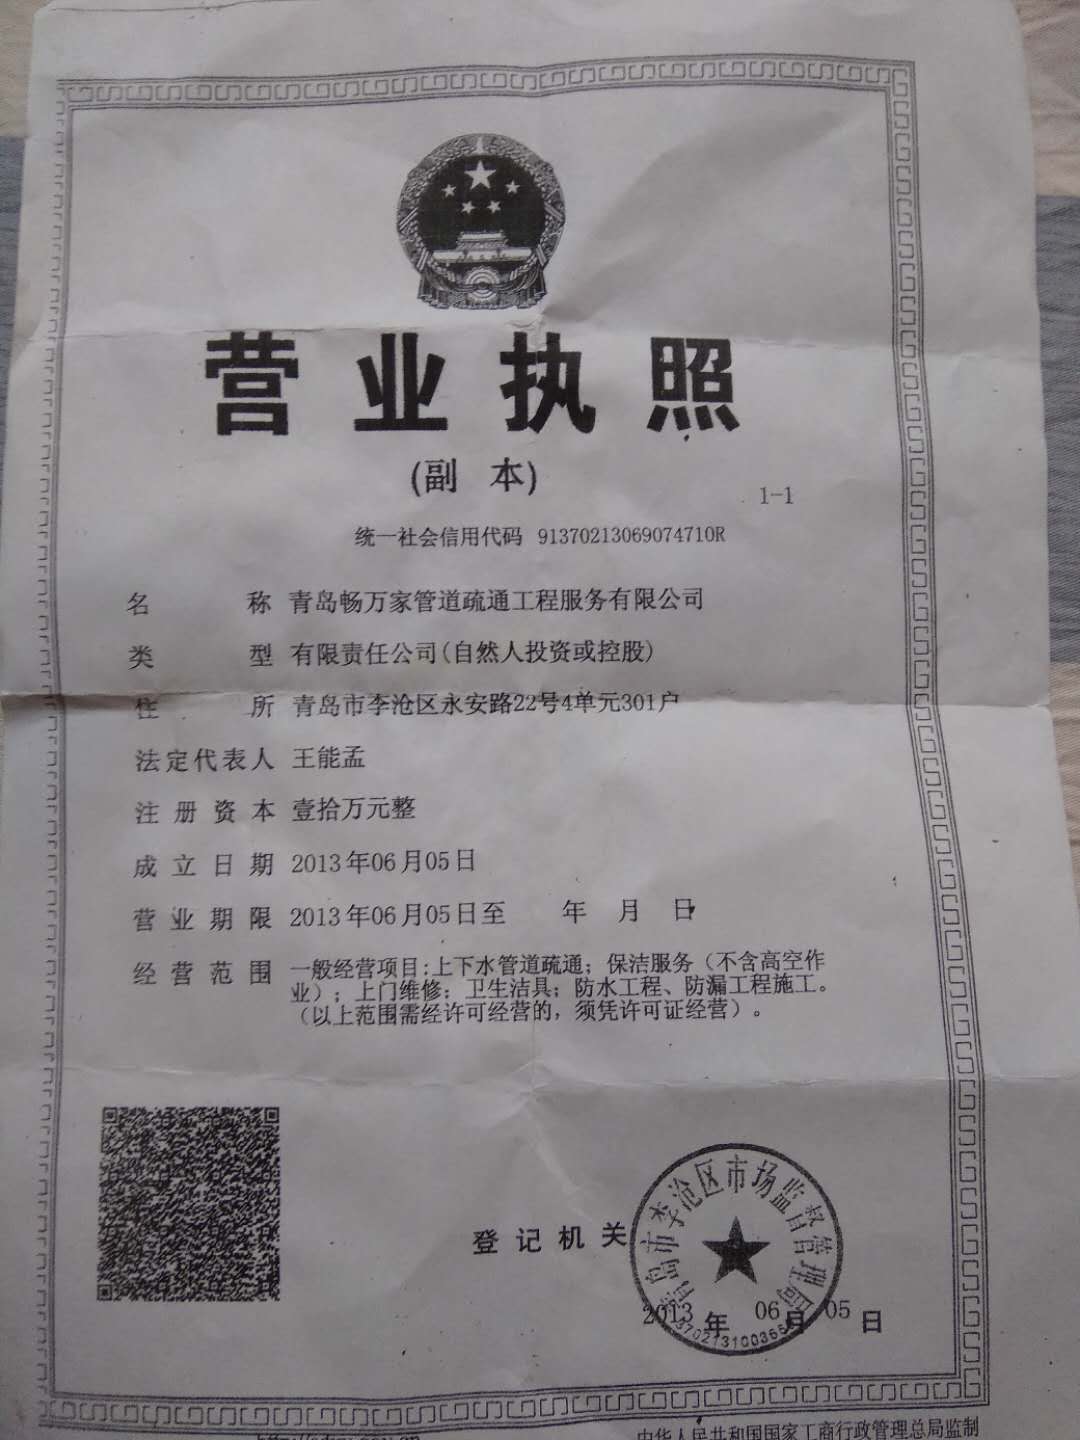 营业执照
(副 本)
1-1
统一社会信用代码 91370213069074710R
名 称 青岛畅万家管道疏通工程服务有限公司
类 型 有限责任公司(自然人投资或控股)
住 所 青岛市李沧区永安路22号4单元301户
法定代表人 王能孟
注册资本 壹拾万元整
成立日期 2013年06月05日
营业期限 2013年06月05日至 年 月 日
经营范围 一般经营项目:上下水管道疏通；保洁服务（不含高空作
业）；上门维修；卫生洁具；防水工程、防漏工程施工。
（以上范围需经许可经营的，须凭许可证经营）。
登记机关
青岛市李沧区市场监督管理局
2013 年 06 月 05 日
中华人民共和国国家工商行政管理总局监制